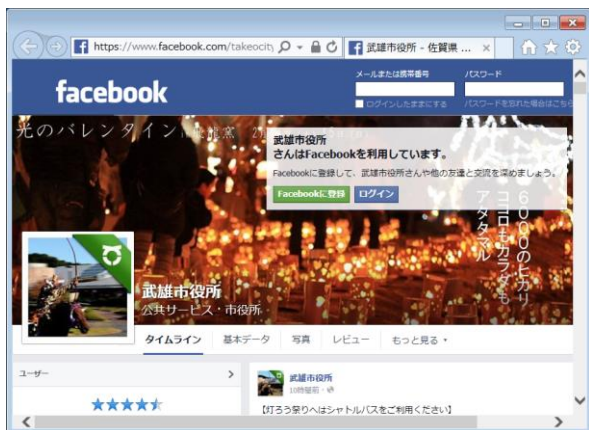 https://www.facebook.com/takeocity
武雄市役所 - 佐賀県 ...
facebook
メールまたは携帯番号
パスワード
ログインしたままにする
パスワードを忘れた場合はこちら
光のバレンタイン
武雄市役所
さんはFacebookを利用しています。
Facebookに登録して、武雄市役所さんや他の友達と交流を深めましょう。
Facebookに登録
ログイン
6000のヒカリ
ココロもカラダも
アタタマル
武雄市役所
公共サービス・市役所
タイムライン
基本データ
写真
レビュー
もっと見る
ユーザー
武雄市役所
10時間前
【灯ろう祭りへはシャトルバスをご利用ください】